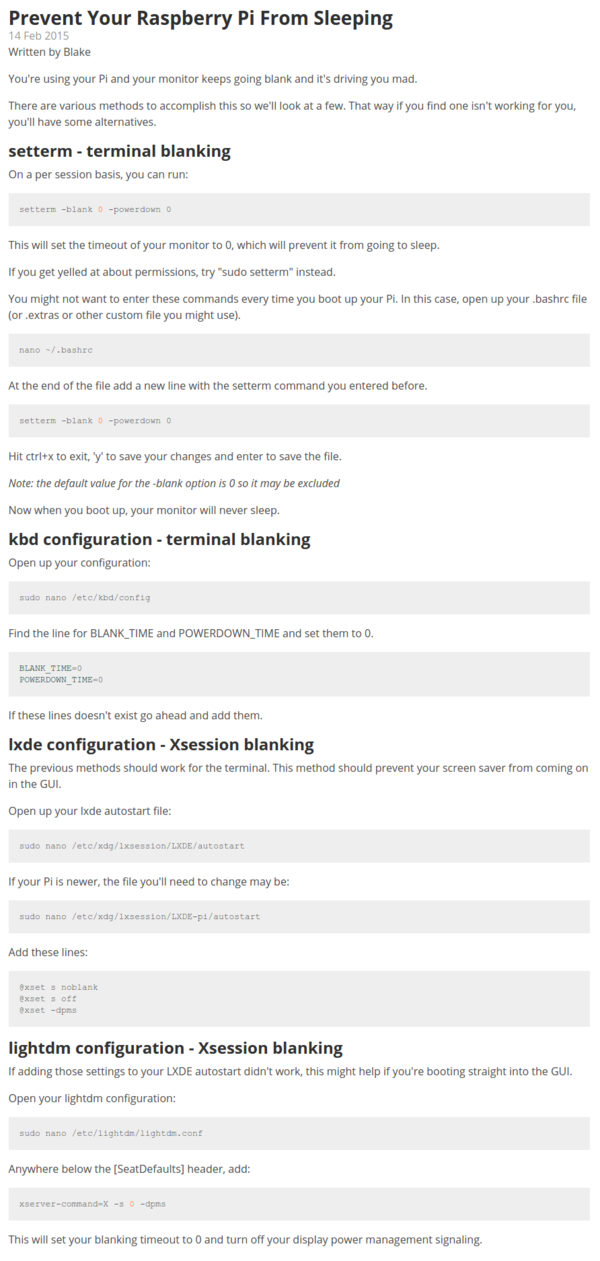 Prevent Your Raspberry Pi From Sleeping
14 Feb 2015
Written by Blake
You're using your Pi and your monitor keeps going blank and it's driving you mad.
There are various methods to accomplish this so we'll look at a few. That way if you find one isn't working for you,
you'll have some alternatives.
setterm - terminal blanking
On a per session basis, you can run:
setterm -blank 0 -powerdown 0
This will set the timeout of your monitor to 0, which will prevent it from going to sleep.
If you get yelled at about permissions, try "sudo setterm" instead.
You might not want to enter these commands every time you boot up your Pi. In this case, open up your .bashrc file
(or .extras or other custom file you might use).
nano ~/.bashrc
At the end of the file add a new line with the setterm command you entered before.
setterm -blank 0 -powerdown 0
Hit ctrl+x to exit, 'y' to save your changes and enter to save the file.
Note: the default value for the -blank option is 0 so it may be excluded
Now when you boot up, your monitor will never sleep.
kbd configuration - terminal blanking
Open up your configuration:
sudo nano /etc/kbd/config
Find the line for BLANK_TIME and POWERDOWN_TIME and set them to 0.
BLANK_TIME=0
POWERDOWN_TIME=0
If these lines doesn't exist go ahead and add them.
lxde configuration - Xsession blanking
The previous methods should work for the terminal. This method should prevent your screen saver from coming on
in the GUI.
Open up your lxde autostart file:
sudo nano /etc/xdg/lxsession/LXDE/autostart
If your Pi is newer, the file you'll need to change may be:
sudo nano /etc/xdg/lxsession/LXDE-pi/autostart
Add these lines:
@xset s noblank
@xset s off
@xset -dpms
lightdm configuration - Xsession blanking
If adding those settings to your LXDE autostart didn't work, this might help if you're booting straight into the GUI.
Open your lightdm configuration:
sudo nano /etc/lightdm/lightdm.conf
Anywhere below the [SeatDefaults] header, add:
xserver-command=X -s 0 -dpms
This will set your blanking timeout to 0 and turn off your display power management signaling.